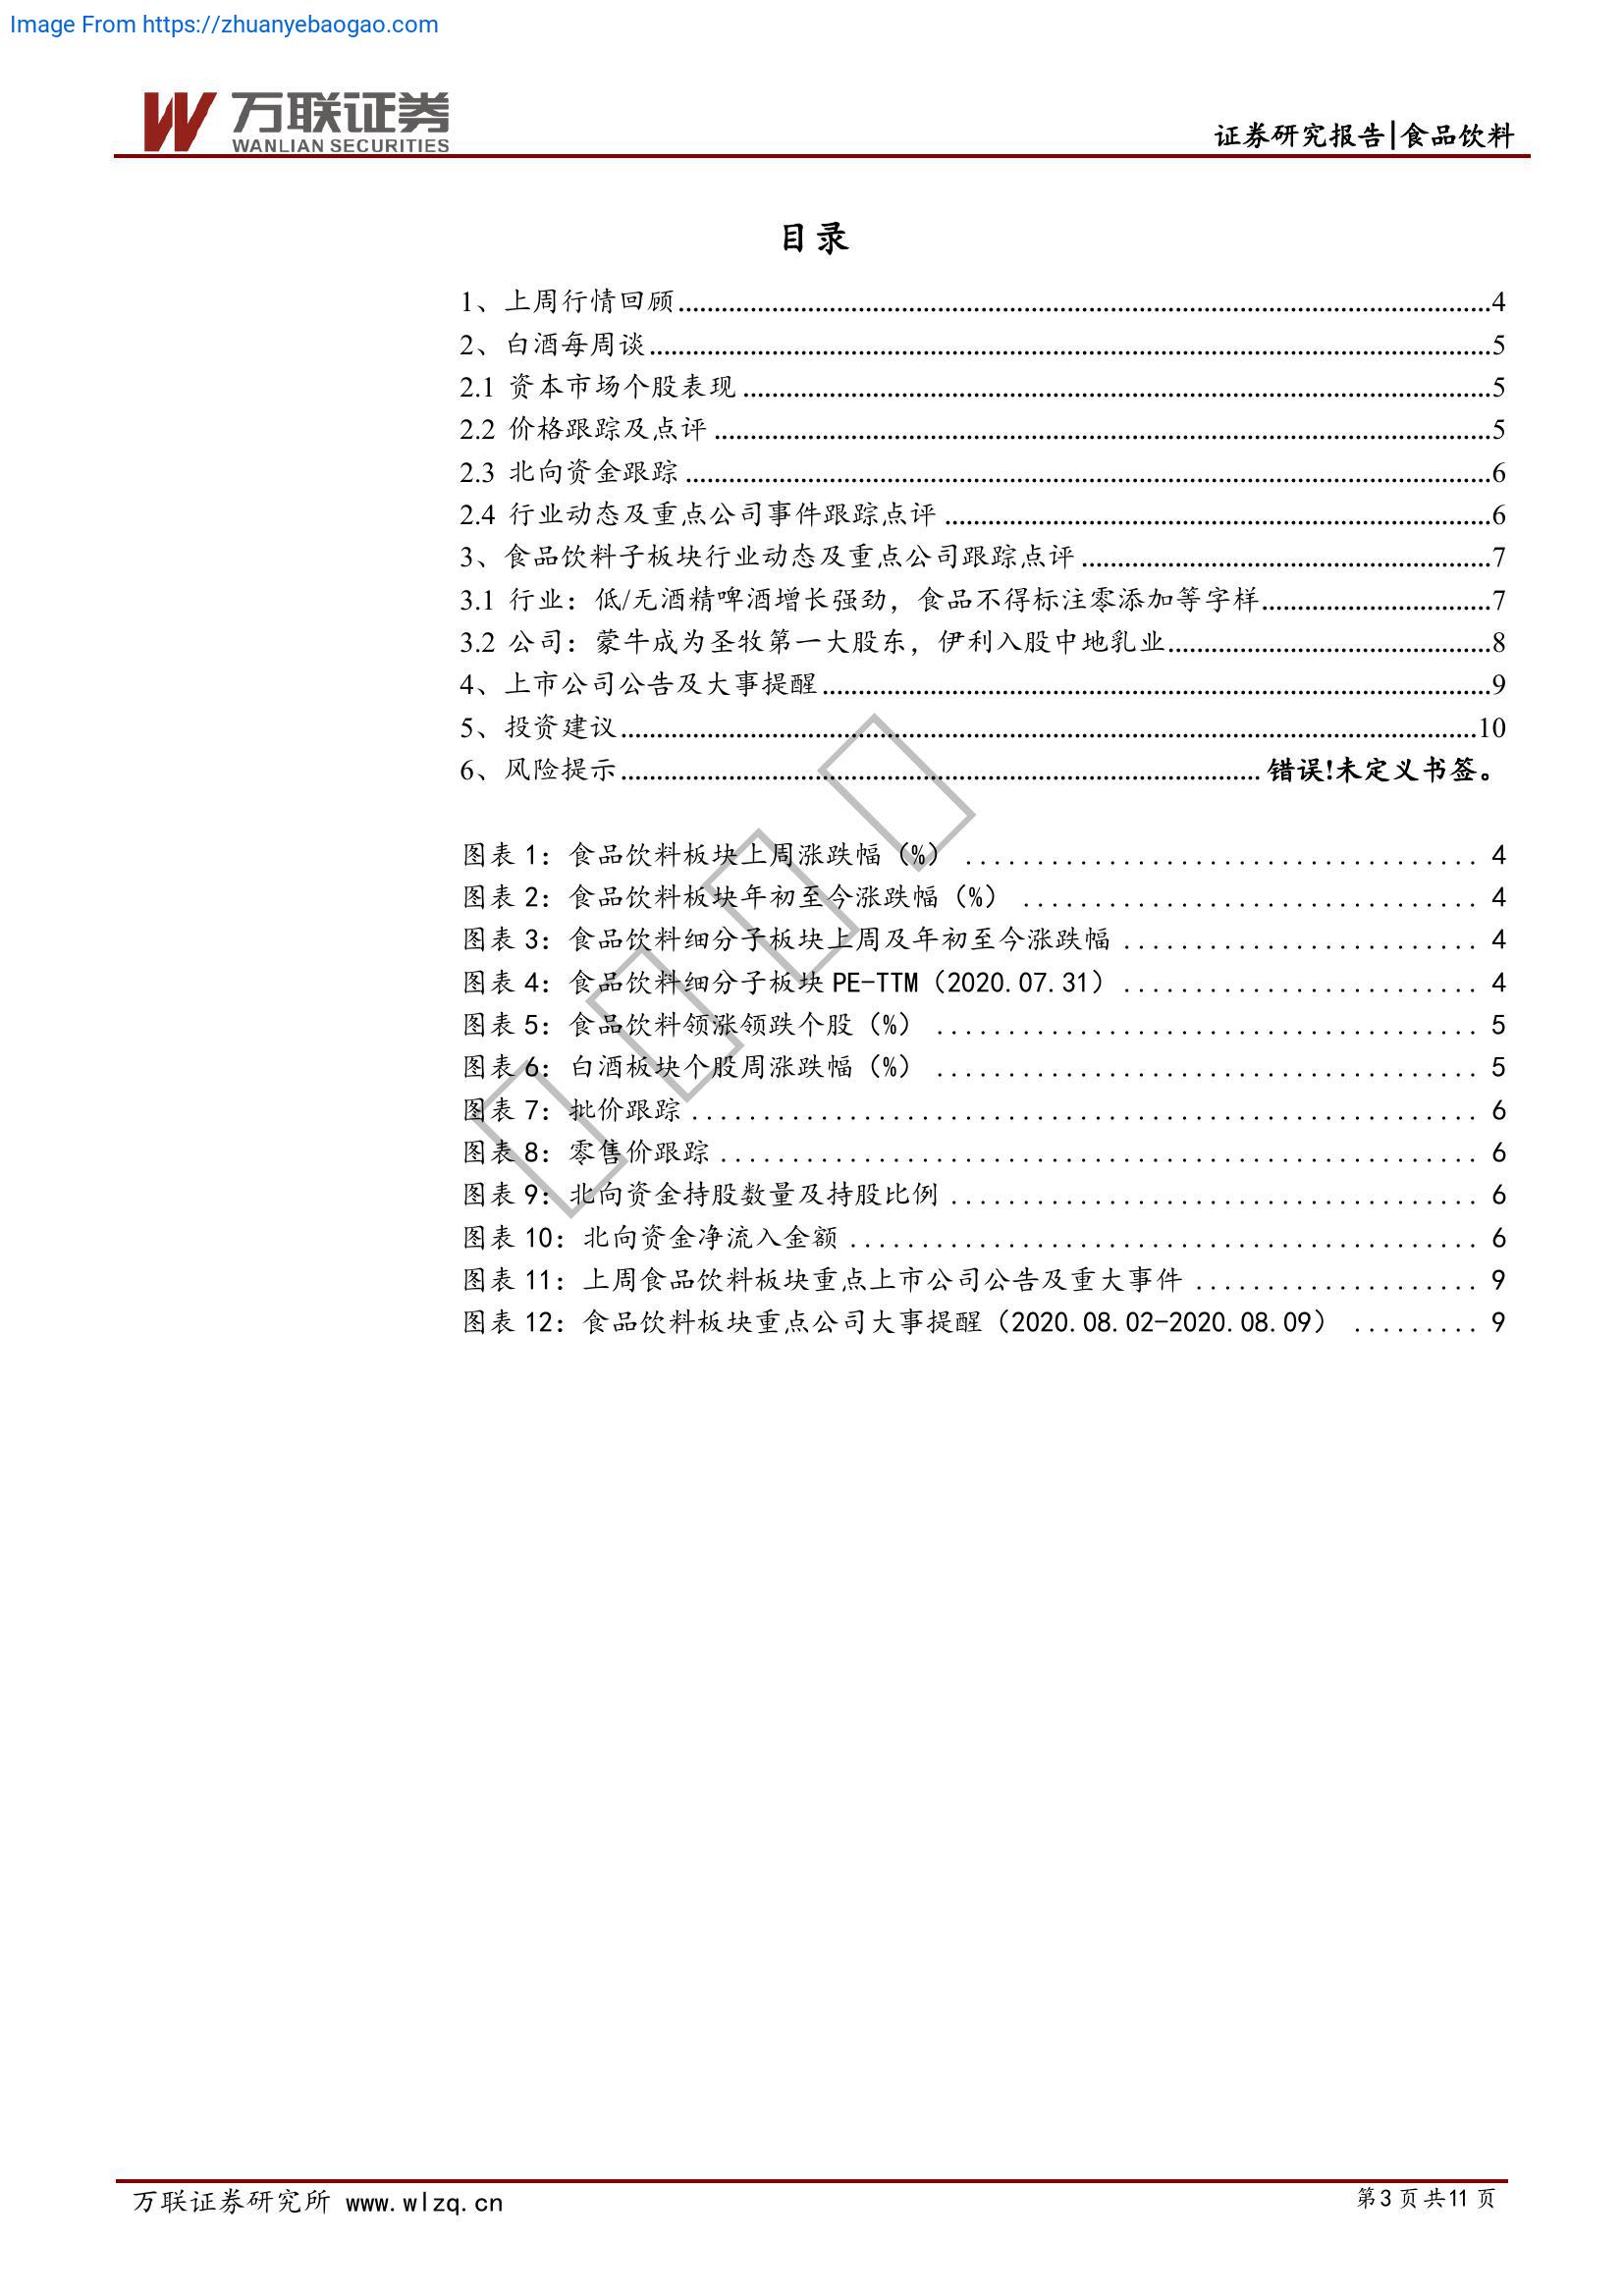 Image From https://zhuanyebaogao.com
万联证券
WANLIAN SECURITIES
证券研究报告|食品饮料
目录
1、上周行情回顾........4
2、白酒每周谈........5
2.1 资本市场个股表现........5
2.2 价格跟踪及点评........5
2.3 北向资金跟踪........6
2.4 行业动态及重点公司事件跟踪点评........6
3、食品饮料子板块行业动态及重点公司跟踪点评........7
3.1 行业：低/无酒精啤酒增长强劲，食品不得标注零添加等字样........7
3.2 公司：蒙牛成为圣牧第一大股东，伊利入股中地乳业........8
4、上市公司公告及大事提醒........9
5、投资建议........10
6、风险提示........错误!未定义书签。
图表 1：食品饮料板块上周涨跌幅（%）........4
图表 2：食品饮料板块年初至今涨跌幅（%）........4
图表 3：食品饮料细分子板块上周及年初至今涨跌幅........4
图表 4：食品饮料细分子板块 PE-TTM（2020.07.31）........4
图表 5：食品饮料领涨领跌个股（%）........5
图表 6：白酒板块个股周涨跌幅（%）........5
图表 7：批价跟踪........6
图表 8：零售价跟踪........6
图表 9：北向资金持股数量及持股比例........6
图表 10：北向资金净流入金额........6
图表 11：上周食品饮料板块重点上市公司公告及重大事件........9
图表 12：食品饮料板块重点公司大事提醒（2020.08.02-2020.08.09）........9
万联证券研究所 www.wlzq.cn
第 3 页 共 11 页